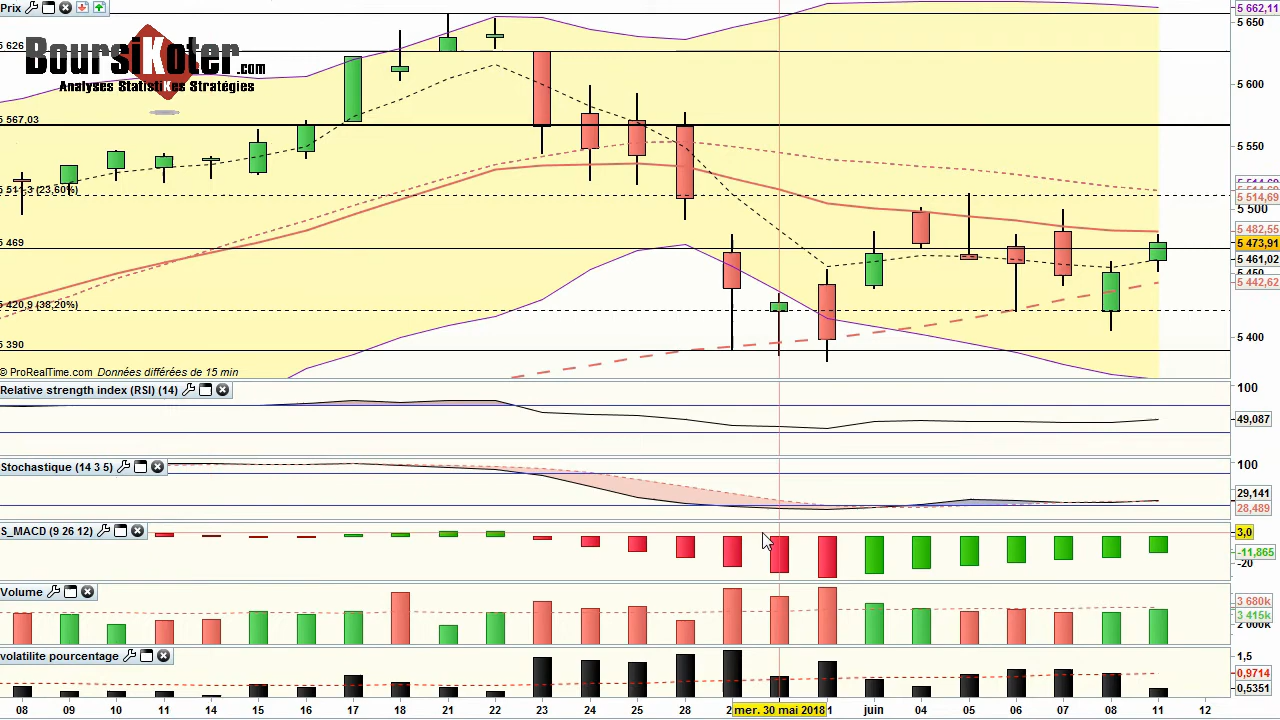 Prix
5 662,11
5 650
BoursiKoter.com
Analyses StatistiKes Stratégies
5 626
5 600
5 567,03
5 550
5 511,3 (23,60%)
5 514,69
5 500
5 482,55
5 469
5 473,91
5 461,02
5 450
5 442,62
5 420,9 (38,20%)
5 400
5 390
© ProRealTime.com Données différées de 15 min
Relative strength index (RSI) (14)
100
49,087
Stochastique (14 3 5)
100
29,141
28,489
S_MACD (9 26 12)
3,0
-11,865
-20
Volume
3 680k
3 415k
2 000k
volatilite pourcentage
1,5
0,9714
0,5351
08 09 10 11 14 15 16 17 18 21 22 23 24 25 28 2 mer. 30 mai 2018 1 juin 04 05 06 07 08 11 12